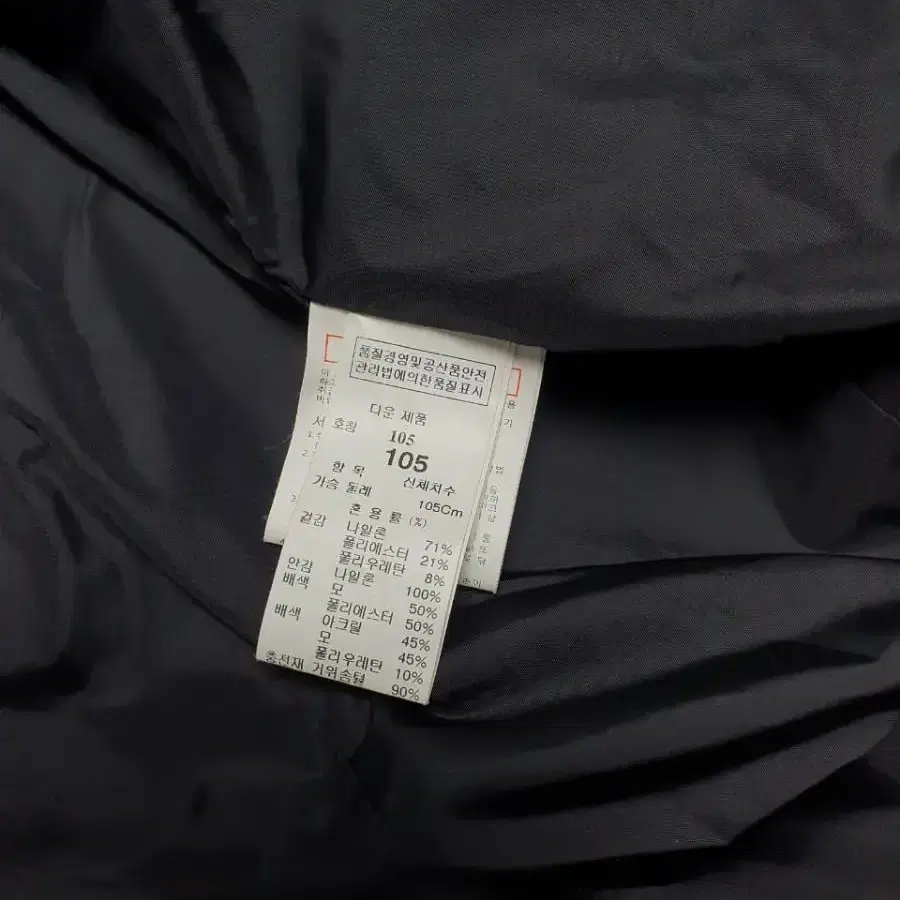 품질경영및공산품안전
관리법에의한품질표시
다운 제품
호칭 105
105
항 목 신체치수
가슴 둘레 105Cm
혼 용 률 (%)
겉감 나일론 71%
폴리에스터 21%
폴리우레탄 8%
안감 나일론 100%
배색 모 50%
폴리에스터 50%
배색 아크릴 45%
모 45%
폴리우레탄 10%
충전재 거위솜털 90%